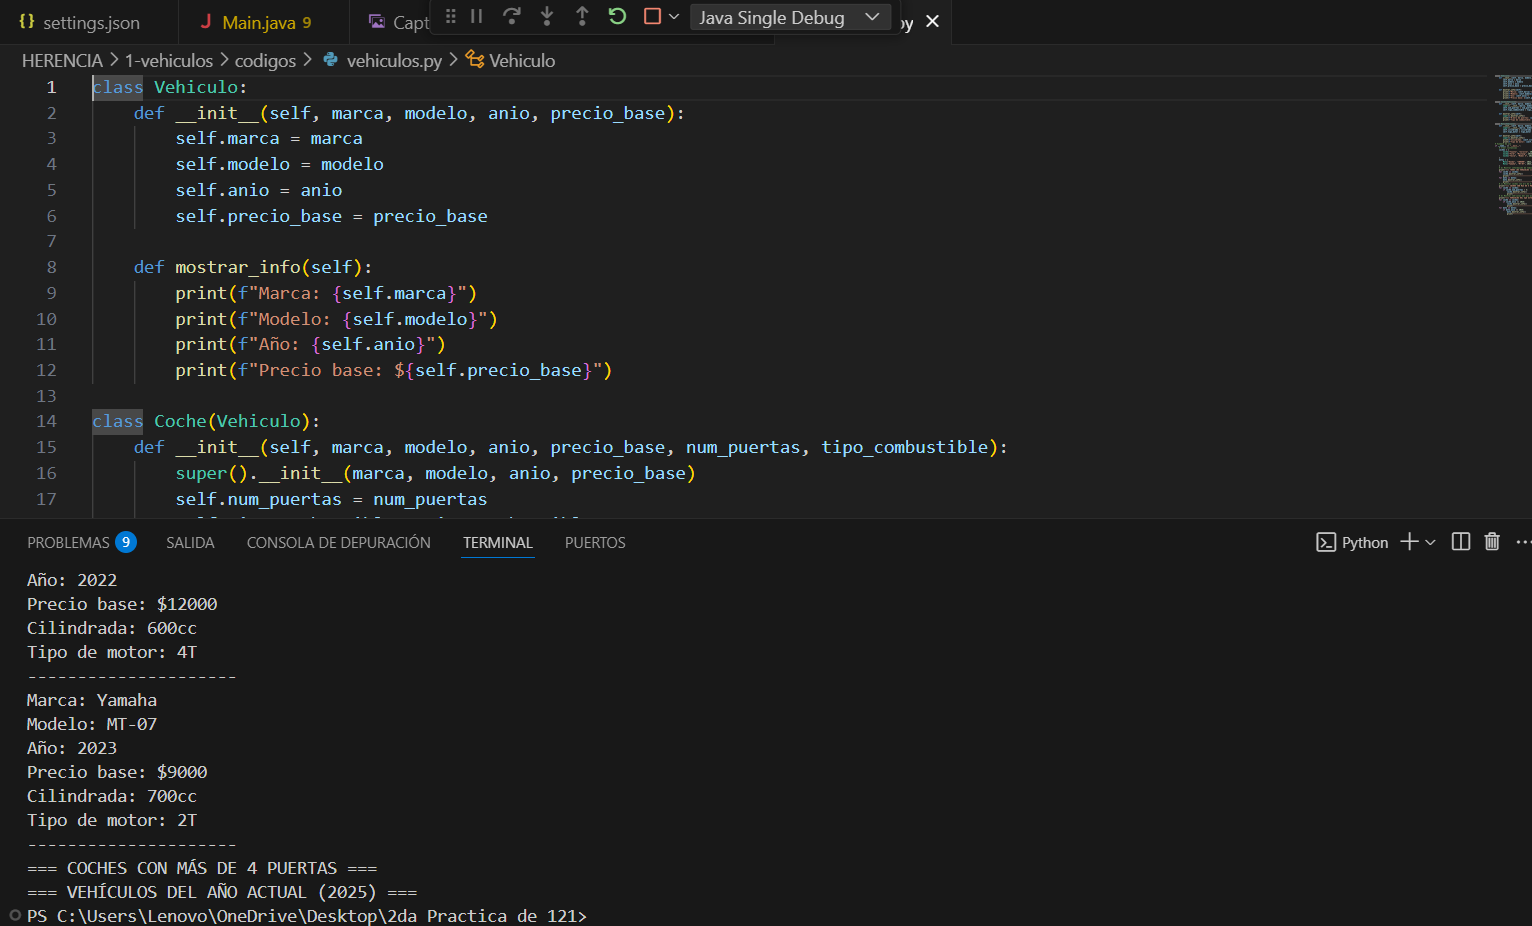 {} settings.json
J Main.java 9
Capt
Java Single Debug
py
HERENCIA > 1-vehiculos > codigos > vehiculos.py > Vehiculo
1 class Vehiculo:
2 def __init__(self, marca, modelo, anio, precio_base):
3 self.marca = marca
4 self.modelo = modelo
5 self.anio = anio
6 self.precio_base = precio_base
7
8 def mostrar_info(self):
9 print(f"Marca: {self.marca}")
10 print(f"Modelo: {self.modelo}")
11 print(f"Año: {self.anio}")
12 print(f"Precio base: ${self.precio_base}")
13
14 class Coche(Vehiculo):
15 def __init__(self, marca, modelo, anio, precio_base, num_puertas, tipo_combustible):
16 super().__init__(marca, modelo, anio, precio_base)
17 self.num_puertas = num_puertas
PROBLEMAS 9 SALIDA CONSOLA DE DEPURACIÓN TERMINAL PUERTOS
Python
Año: 2022
Precio base: $12000
Cilindrada: 600cc
Tipo de motor: 4T
---------------------
Marca: Yamaha
Modelo: MT-07
Año: 2023
Precio base: $9000
Cilindrada: 700cc
Tipo de motor: 2T
---------------------
=== COCHES CON MÁS DE 4 PUERTAS ===
=== VEHÍCULOS DEL AÑO ACTUAL (2025) ===
PS C:\Users\Lenovo\OneDrive\Desktop\2da Practica de 121>